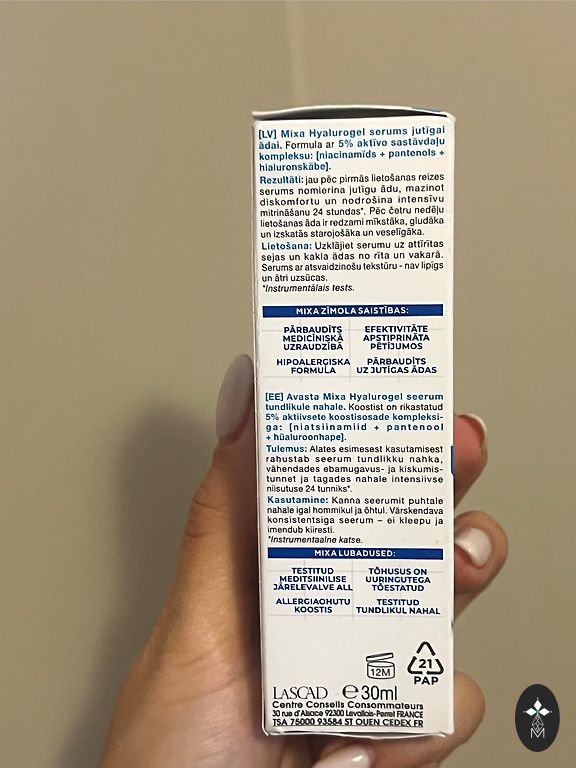 [LV] Mixa Hyalurogel serums jutīgai
ādai. Formula ar 5% aktīvo sastāvdaļu
kompleksu: [niacinamīds + pantenols +
hialuronskābe].
Rezultāti: jau pēc pirmās lietošanas reizes
serums nomierina jutīgu ādu, mazinot
diskomfortu un nodrošina intensīvu
mitrināšanu 24 stundas*. Pēc četru nedēļu
lietošanas āda ir redzami mīkstāka, gludāka
un izskatās starojošāka un veselīgāka.
Lietošana: Uzklājiet serumu uz attīrītas
sejas un kakla ādas no rīta un vakarā.
Serums ar atsvaidzinošu tekstūru - nav lipīgs
un ātri uzsūcas.
*Instrumentālais tests.
MIXA ZĪMOLA SAISTĪBAS:
PĀRBAUDĪTS MEDICĪNISKĀ UZRAUDZĪBĀ
EFEKTIVITĀTE APSTIPRINĀTA PĒTĪJUMOS
HIPOALERĢISKA FORMULA
PĀRBAUDĪTS UZ JUTĪGAS ĀDAS
[EE] Avasta Mixa Hyalurogel seerum
tundlikule nahale. Koostist on rikastatud
5% aktiivsete koostisosade kompleksi-
ga: [niatsiinamiid + pantenool
+ hüaluroonhape].
Tulemus: Alates esimesest kasutamisest
rahustab seerum tundlikku nahka,
vähendades ebamugavus- ja kiskumis-
tunnet ja tagades nahale intensiivse
niisutuse 24 tunniks*.
Kasutamine: Kanna seerumit puhtale
nahale igal hommikul ja õhtul. Värskendava
konsistentsiga seerum – ei kleepu ja
imendub kiiresti.
*Instrumentaalne katse.
MIXA LUBADUSED:
TESTITUD MEDITSIINILISE JÄRELEVALVE ALL
TÕHUSUS ON UURINGUTEGA TÕESTATUD
ALLERGIAOHUTU KOOSTIS
TESTITUD TUNDLIKUL NAHAL
12M
21
PAP
LASCAD ℮30ml
Centre Conseils Consommateurs
30 rue d'Alsace 92300 Levallois-Perret FRANCE
TSA 75000 93584 ST OUEN CEDEX FR
M